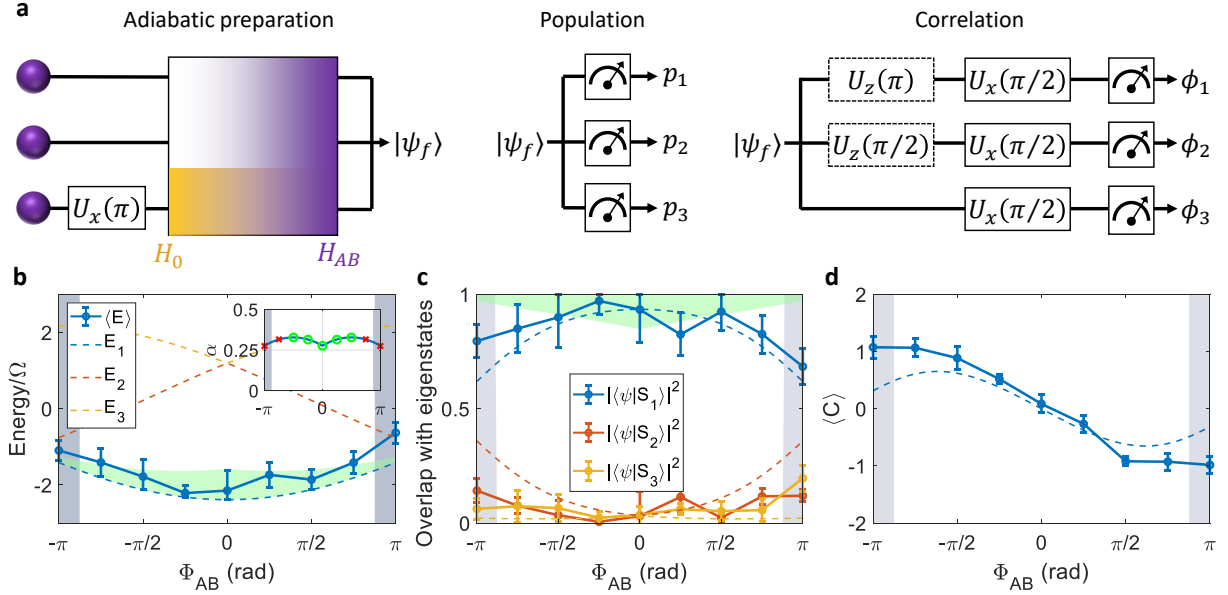 a
Adiabatic preparation
Population
Correlation
U_x(π)
H_0
H_AB
|ψ_f⟩
|ψ_f⟩
p_1
p_2
p_3
|ψ_f⟩
U_z(π)
U_x(π/2)
ϕ_1
U_z(π/2)
U_x(π/2)
ϕ_2
U_x(π/2)
ϕ_3
b
Energy/Ω
2
0
-2
-π
-π/2
0
π/2
π
Φ_AB (rad)
⟨E⟩
E_1
E_2
E_3
α
0.5
0.25
0
-π
0
π
c
Overlap with eigenstates
1
0.5
0
-π
-π/2
0
π/2
π
Φ_AB (rad)
|⟨ψ|S_1⟩|^2
|⟨ψ|S_2⟩|^2
|⟨ψ|S_3⟩|^2
d
⟨C⟩
2
1
0
-1
-2
-π
-π/2
0
π/2
π
Φ_AB (rad)